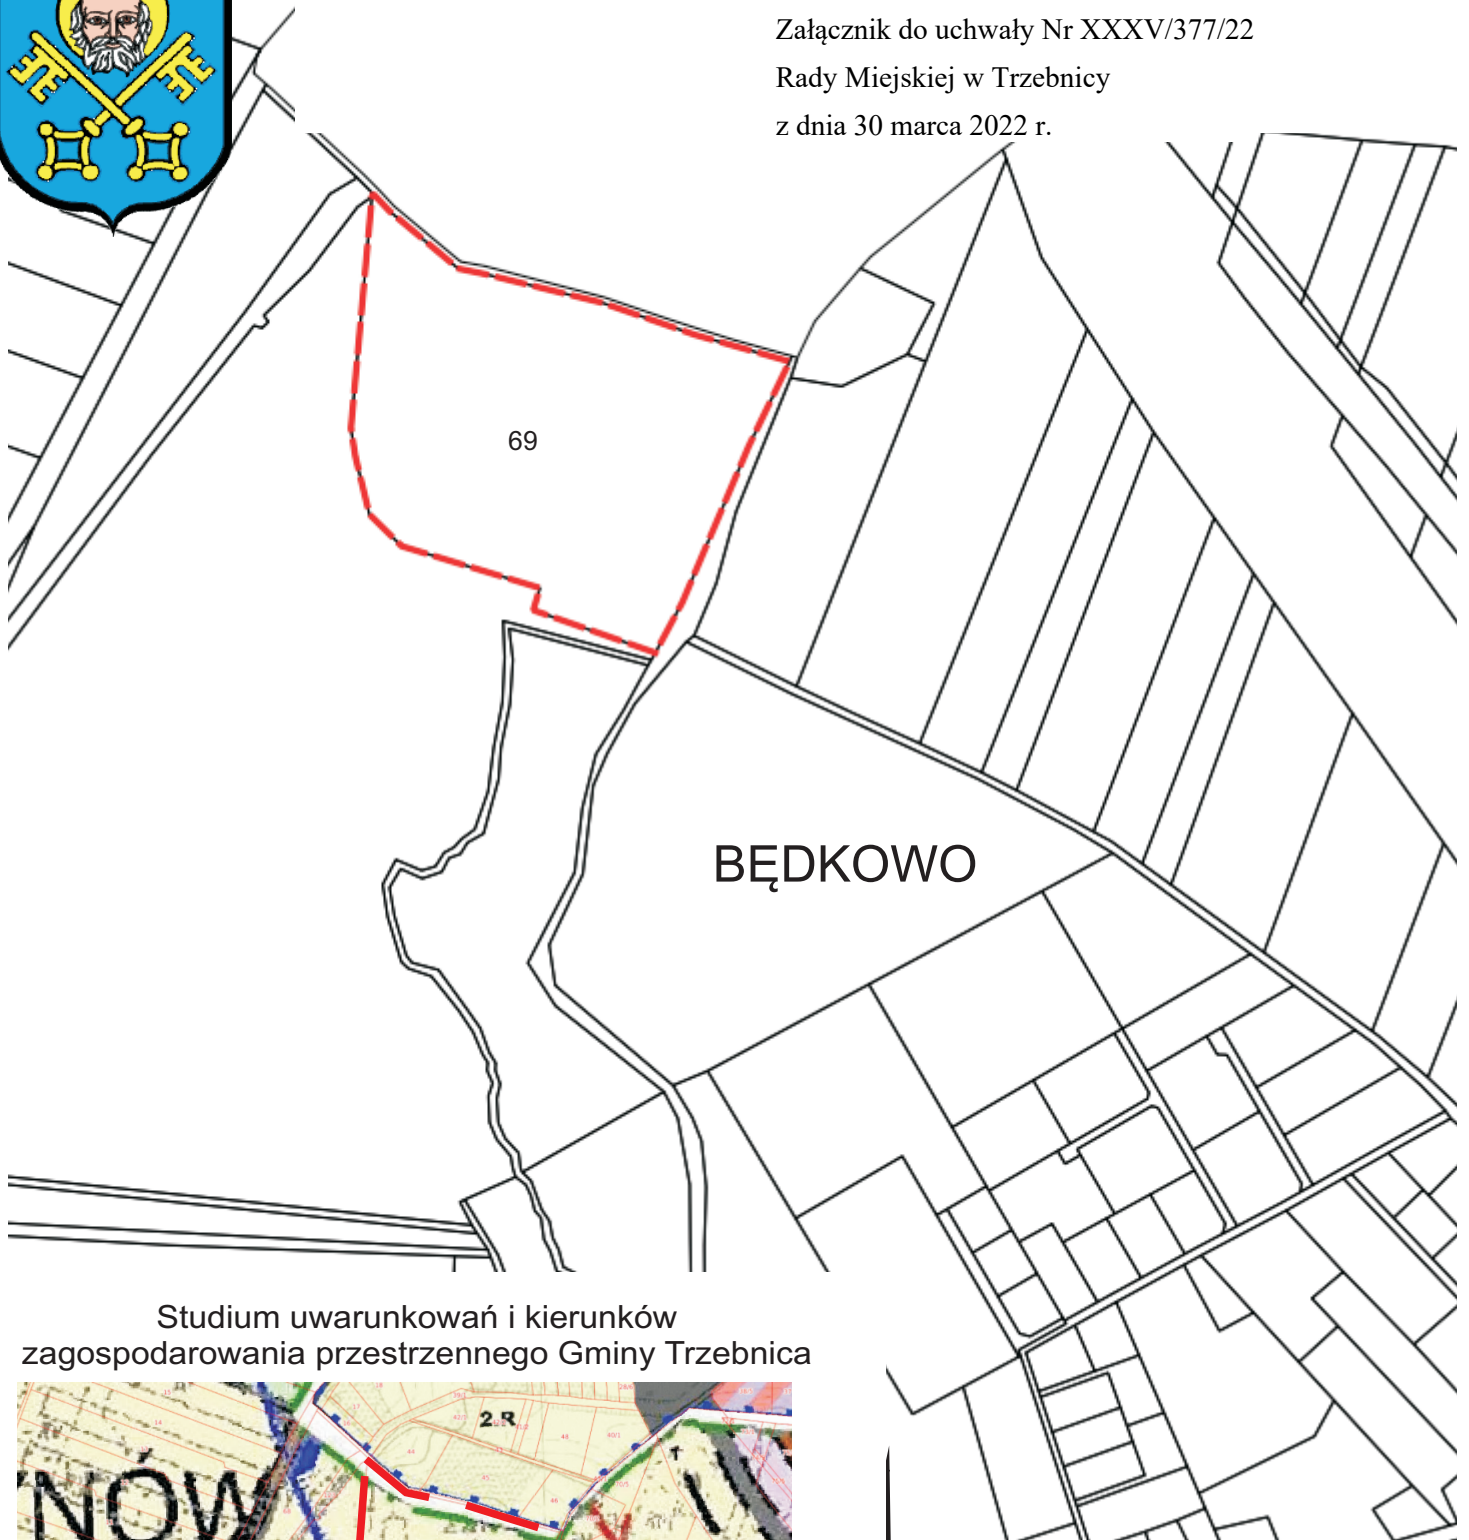 Załącznik do uchwały Nr XXXV/377/22
Rady Miejskiej w Trzebnicy
z dnia 30 marca 2022 r.
69
BĘDKOWO
Studium uwarunkowań i kierunków
zagospodarowania przestrzennego Gminy Trzebnica
2 R
NÓW